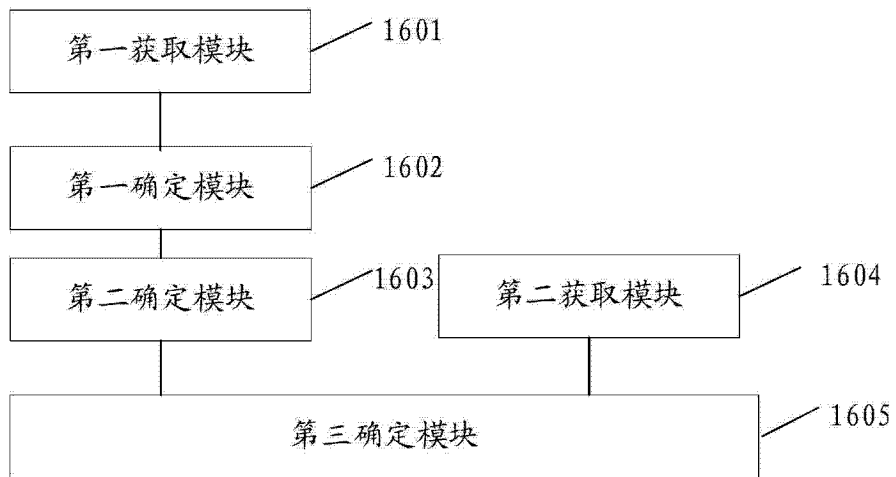 第一获取模块
1601
第一确定模块
1602
第二确定模块
1603
第二获取模块
1604
第三确定模块
1605